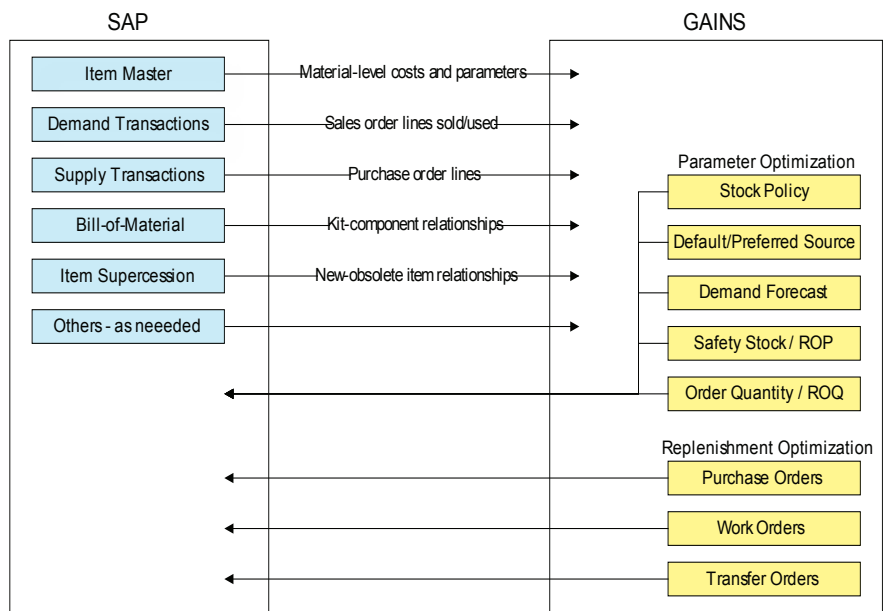 SAP
GAINS
Item Master
Material-level costs and parameters
Demand Transactions
Sales order lines sold/used
Supply Transactions
Purchase order lines
Parameter Optimization
Stock Policy
Bill-of-Material
Kit-component relationships
Default/Preferred Source
Item Supercession
New-obsolete item relationships
Demand Forecast
Others - as neeeded
Safety Stock / ROP
Order Quantity / ROQ
Replenishment Optimization
Purchase Orders
Work Orders
Transfer Orders